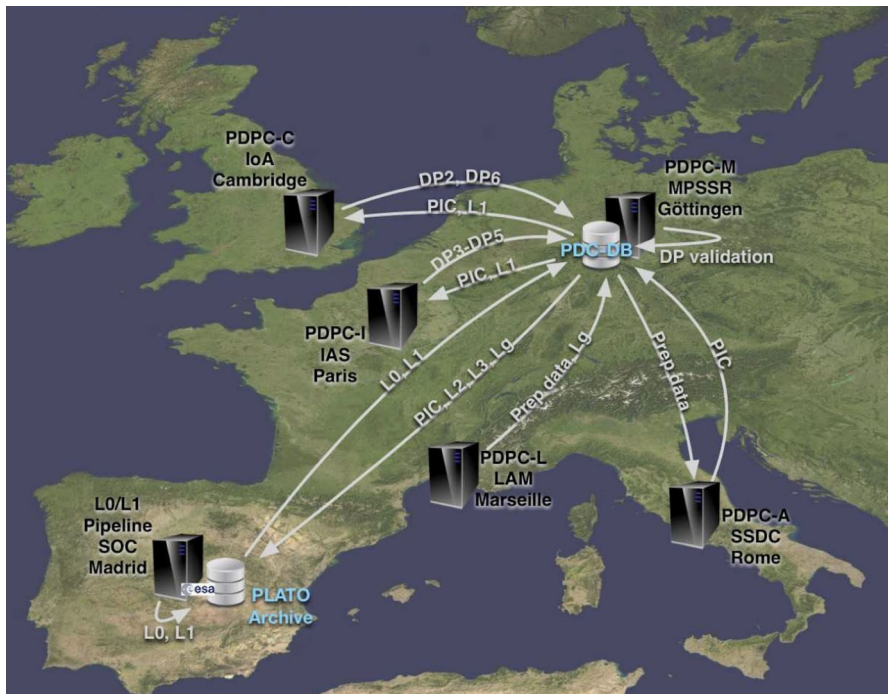 PDPC-C
IoA
Cambridge
DP2, DP6
PIC, L1
PDPC-M
MPSSR
Göttingen
PDC-DB
DP validation
DP3-DP5
PIC, L1
PDPC-I
IAS
Paris
L0, L1
PIC, L2, L3, Lg
Prep data, Lg
Prep data
PIC
PDPC-L
LAM
Marseille
PDPC-A
SSDC
Rome
L0/L1
Pipeline
SOC
Madrid
esa
PLATO
Archive
L0, L1